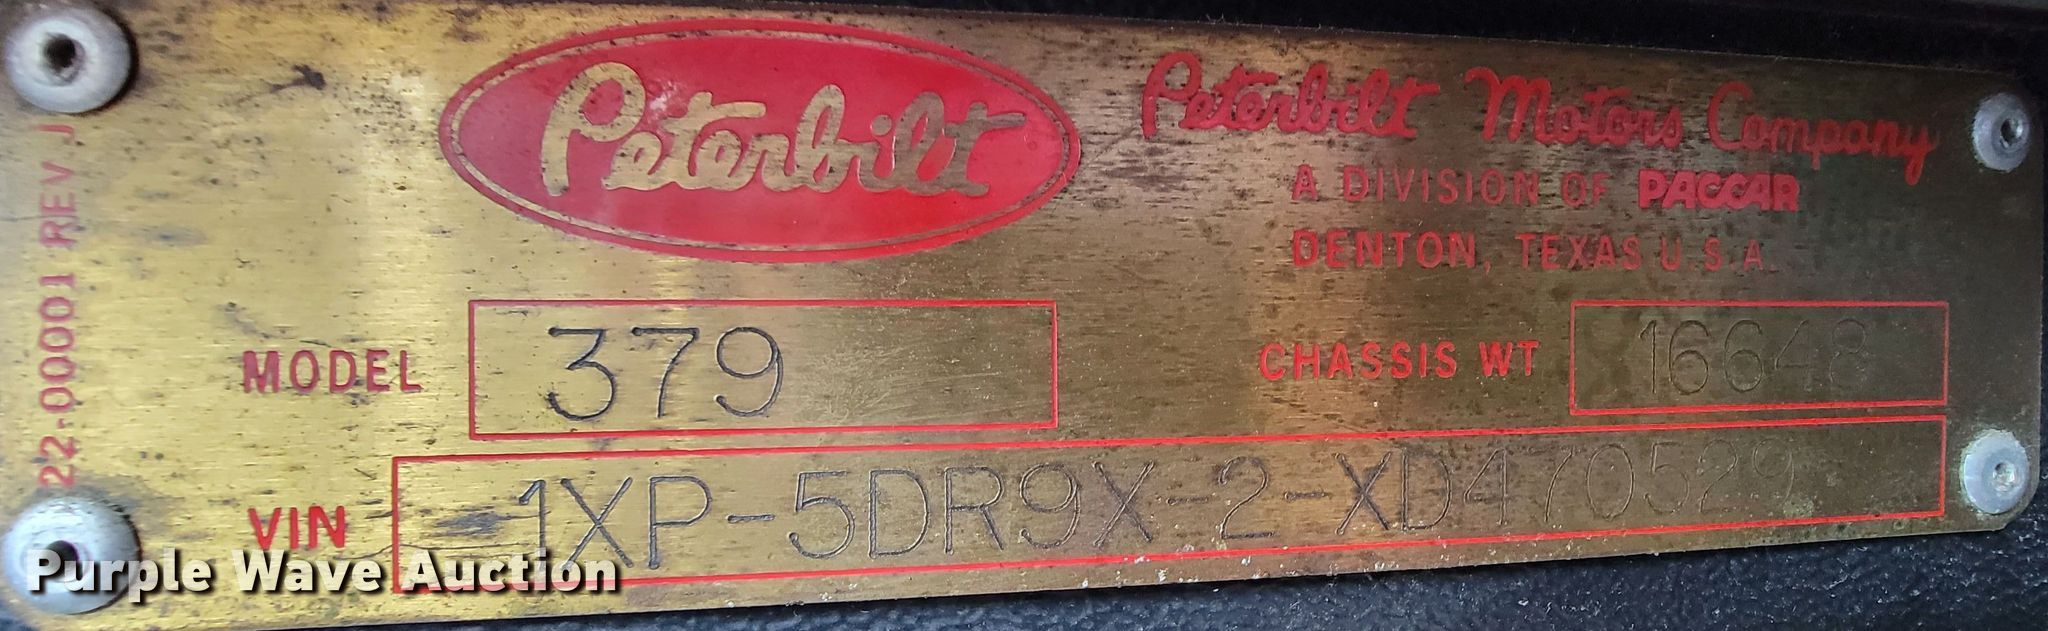 Peterbilt
Peterbilt Motors Company
A DIVISION OF PACCAR
DENTON, TEXAS U.S.A.
22-00001 REV J
MODEL 379
CHASSIS WT 16648
VIN 1XP-5DR9X-2-XD470529
Purple Wave Auction